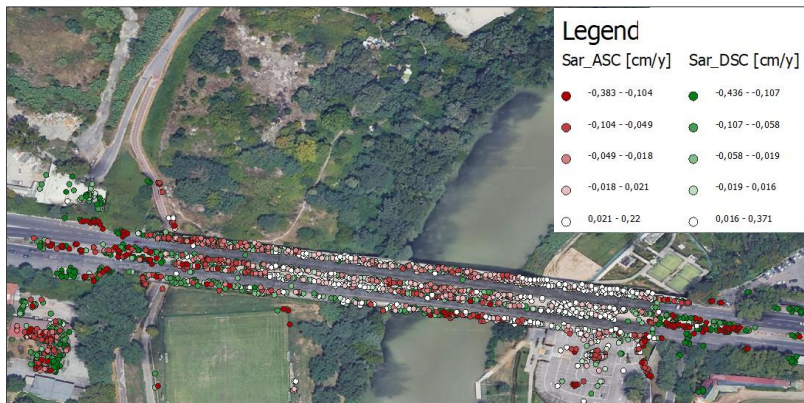 Legend
Sar_ASC [cm/y] Sar_DSC [cm/y]
-0,383 - -0,104 -0,436 - -0,107
-0,104 - -0,049 -0,107 - -0,058
-0,049 - -0,018 -0,058 - -0,019
-0,018 - 0,021 -0,019 - 0,016
0,021 - 0,22 0,016 - 0,371